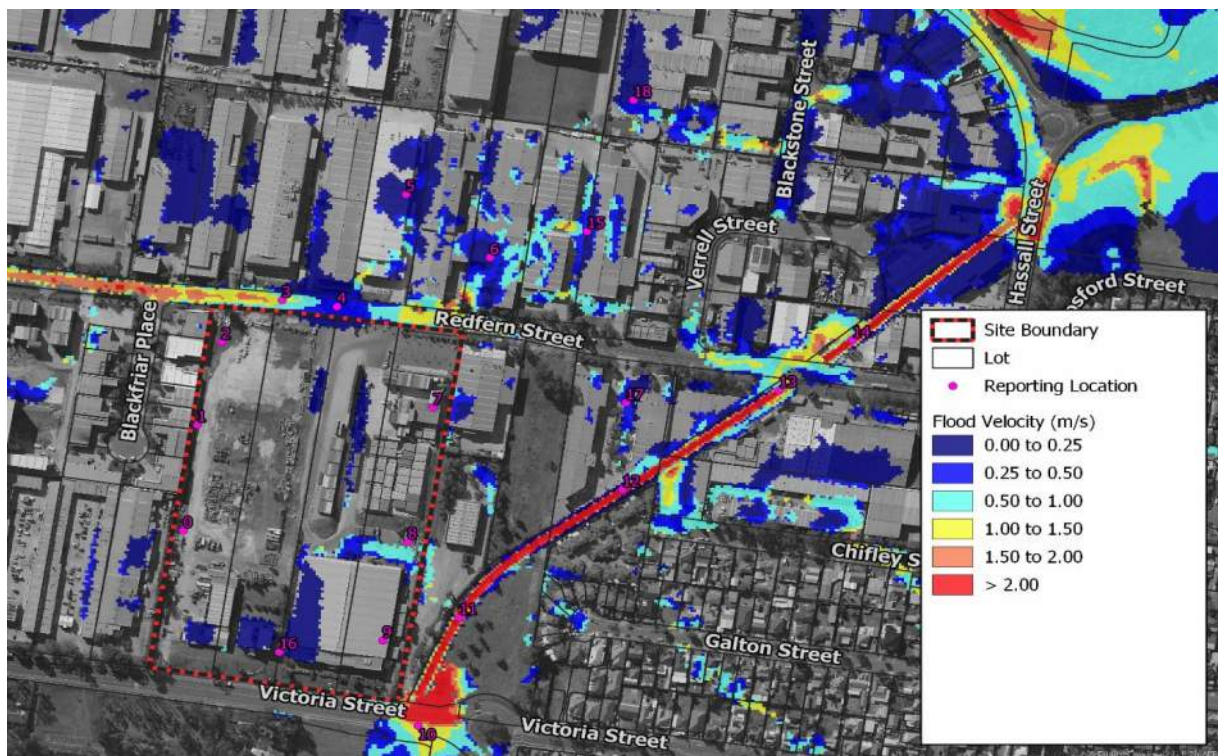 18
Blackstone Street
5
15
6
Verrell Street
Hassall Street
osford Street
3
4
Redfern Street
2
14
Blackfriar Place
13
17
7
1
12
0
8
Chifley S
11
Galton Street
9
16
Victoria Street
10
Victoria Street
Site Boundary
Lot
Reporting Location
Flood Velocity (m/s)
0.00 to 0.25
0.25 to 0.50
0.50 to 1.00
1.00 to 1.50
1.50 to 2.00
> 2.00